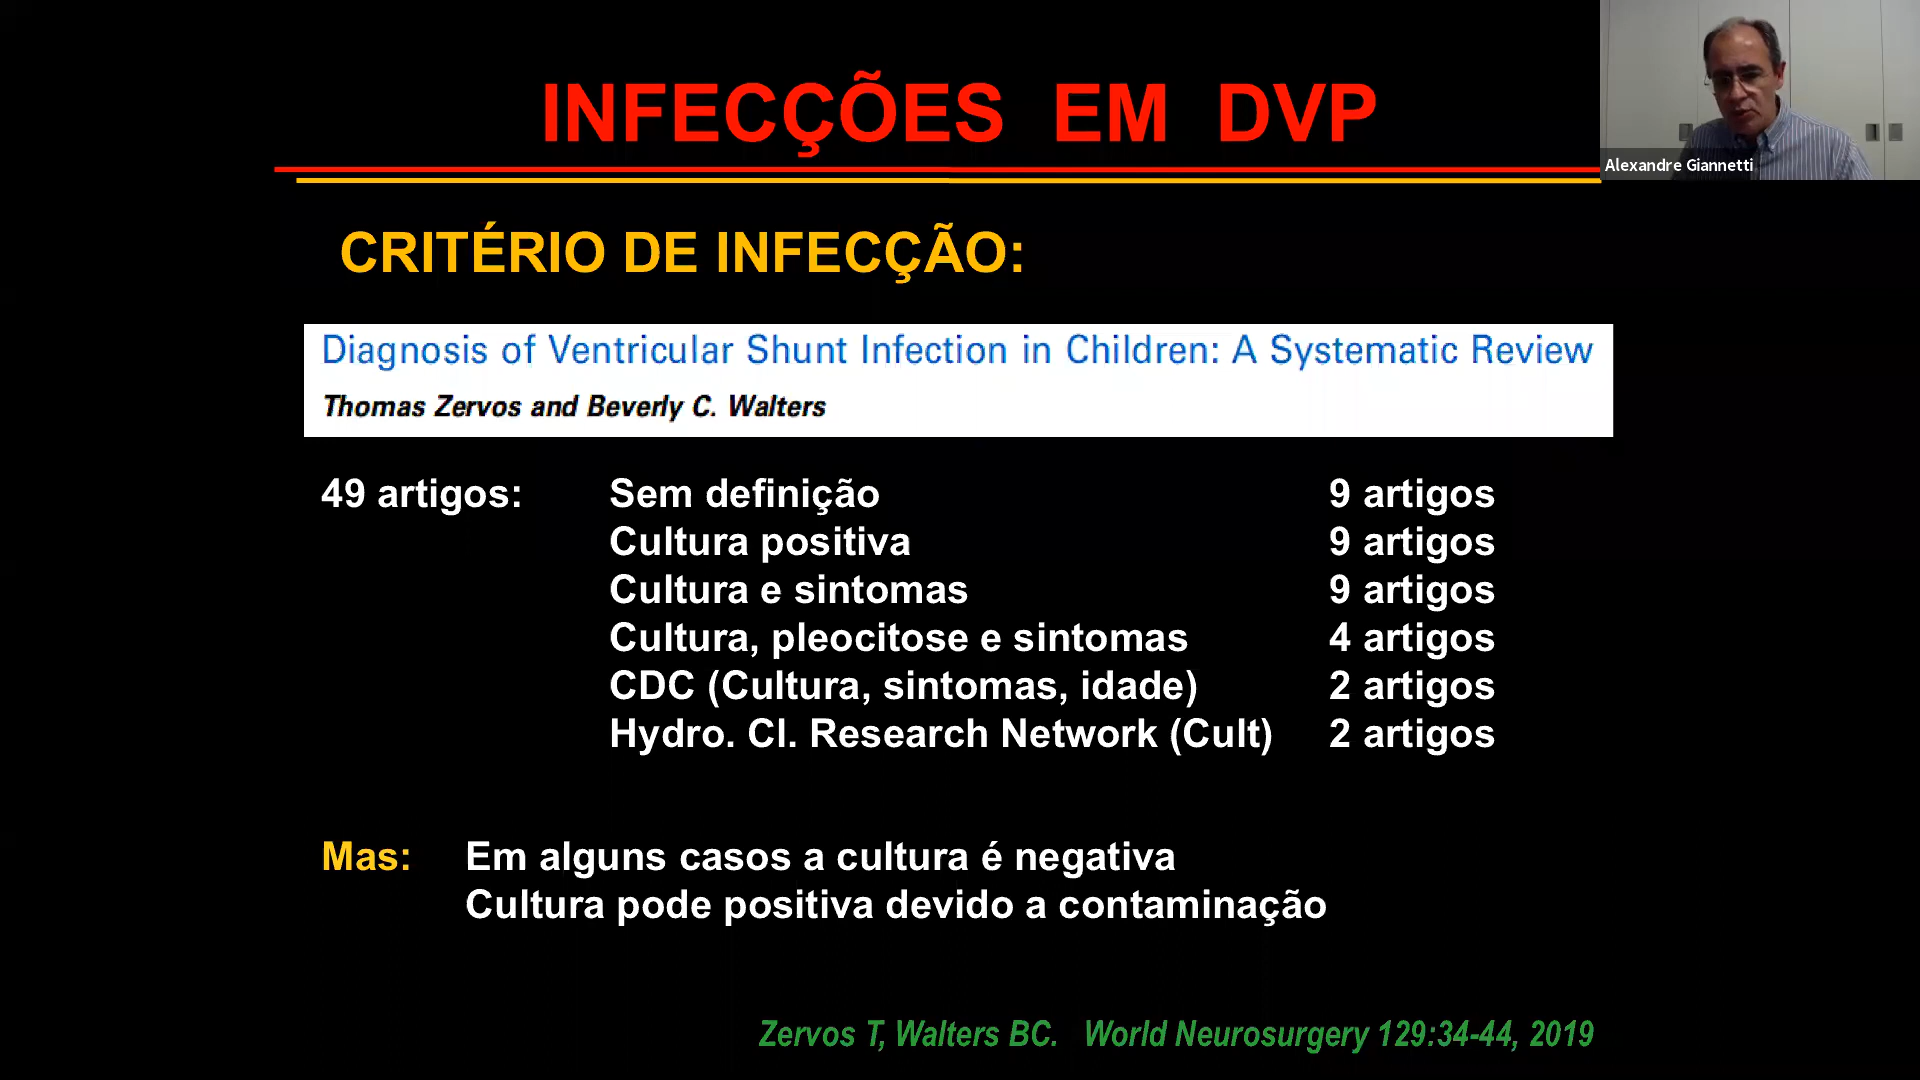 INFECÇÕES EM DVP
Alexandre Giannetti
CRITÉRIO DE INFECÇÃO:
Diagnosis of Ventricular Shunt Infection in Children: A Systematic Review
Thomas Zervos and Beverly C. Walters
49 artigos: Sem definição 9 artigos
Cultura positiva 9 artigos
Cultura e sintomas 9 artigos
Cultura, pleocitose e sintomas 4 artigos
CDC (Cultura, sintomas, idade) 2 artigos
Hydro. Cl. Research Network (Cult) 2 artigos
Mas: Em alguns casos a cultura é negativa
Cultura pode positiva devido a contaminação
Zervos T, Walters BC. World Neurosurgery 129:34-44, 2019